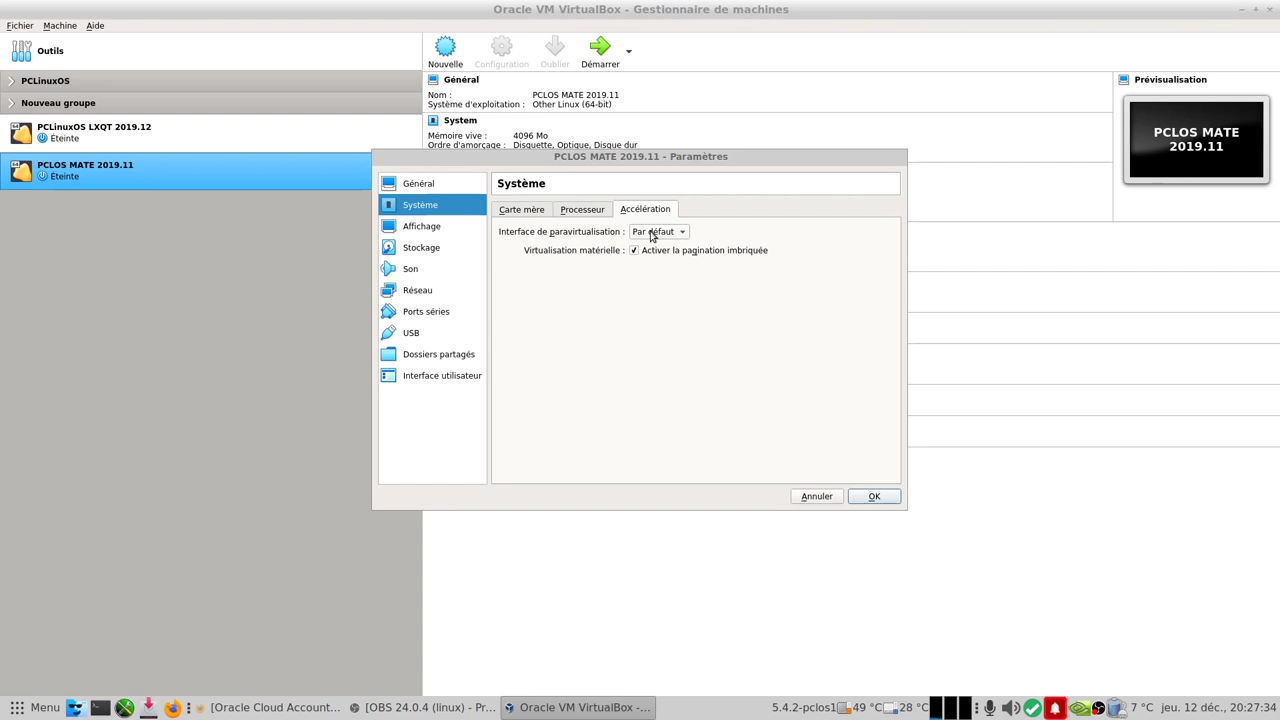 Oracle VM VirtualBox - Gestionnaire de machines
Fichier Machine Aide
Outils
Nouvelle Configuration Oublier Démarrer
PCLinuxOS
Nouveau groupe
PCLinuxOS LXQT 2019.12
Éteinte
PCLOS MATE 2019.11
Éteinte
Général
Nom : PCLOS MATE 2019.11
Système d'exploitation : Other Linux (64-bit)
System
Mémoire vive : 4096 Mo
Ordre d'amorçage : Disquette, Optique, Disque dur
Prévisualisation
PCLOS MATE
2019.11
PCLOS MATE 2019.11 - Paramètres
Général
Système
Affichage
Stockage
Son
Réseau
Ports séries
USB
Dossiers partagés
Interface utilisateur
Système
Carte mère Processeur Accélération
Interface de paravirtualisation : Par défaut
Virtualisation matérielle : Activer la pagination imbriquée
Annuler OK
Menu [Oracle Cloud Account... [OBS 24.0.4 (linux) - Pr... Oracle VM VirtualBox -... 5.4.2-pclos1 49 °C 28 °C 7 °C jeu. 12 déc., 20:27:34